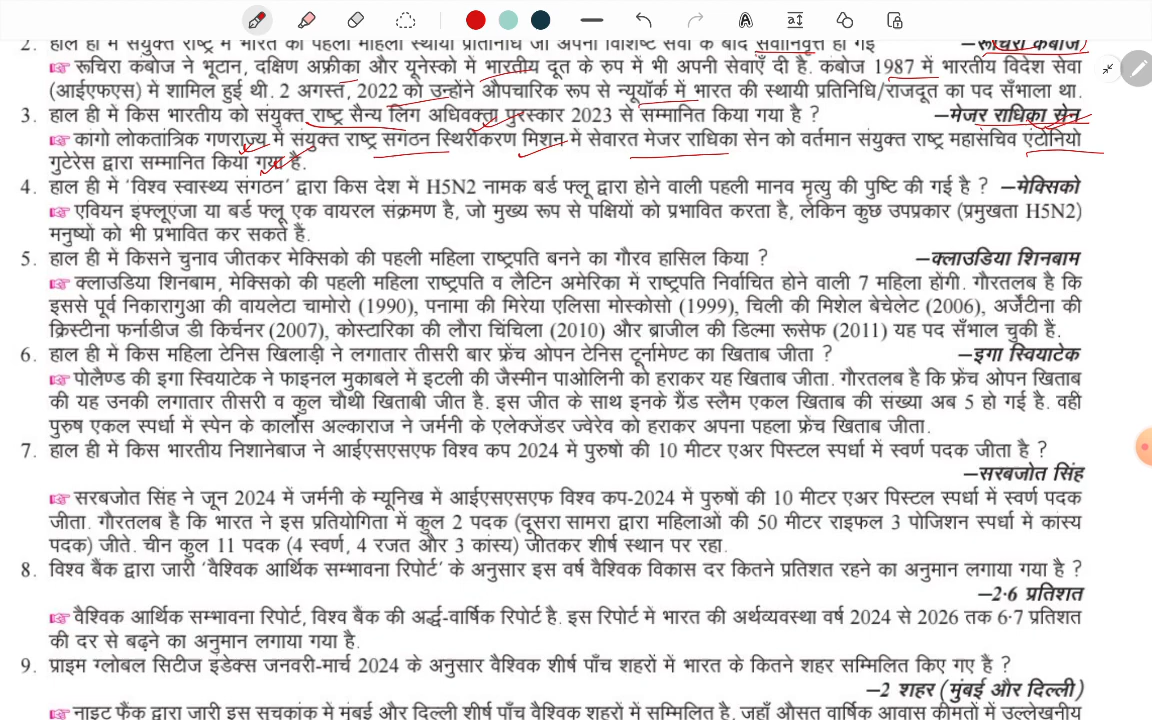 2. हाल ही में संयुक्त राष्ट्र में भारत की पहली महिला स्थायी प्रतिनिधि जो अपनी विशिष्ट सेवा के बाद सेवानिवृत्त हो गई —रूचिरा कंबोज)
☞ रूचिरा कंबोज ने भूटान, दक्षिण अफ्रीका और यूनेस्को में भारतीय दूत के रुप में भी अपनी सेवाएँ दी है. कंबोज 1987 में भारतीय विदेश सेवा
(आईएफएस) में शामिल हुई थी. 2 अगस्त, 2022 को उन्होंने औपचारिक रूप से न्यूयॉर्क में भारत की स्थायी प्रतिनिधि/राजदूत का पद सँभाला था.
3. हाल ही में किस भारतीय को संयुक्त राष्ट्र सैन्य लिंग अधिवक्ता पुरस्कार 2023 से सम्मानित किया गया है ? —मेजर राधिका सेन
☞ कांगो लोकतांत्रिक गणराज्य में संयुक्त राष्ट्र संगठन स्थिरीकरण मिशन में सेवारत मेजर राधिका सेन को वर्तमान संयुक्त राष्ट्र महासचिव एंटोनियो
गुटेरेस द्वारा सम्मानित किया गया है.
4. हाल ही में ‘विश्व स्वास्थ्य संगठन’ द्वारा किस देश में H5N2 नामक बर्ड फ्लू द्वारा होने वाली पहली मानव मृत्यु की पुष्टि की गई है ? —मेक्सिको
☞ एवियन इंफ्लूएंजा या बर्ड फ्लू एक वायरल संक्रमण है, जो मुख्य रूप से पक्षियों को प्रभावित करता है, लेकिन कुछ उपप्रकार (प्रमुखता H5N2)
मनुष्यों को भी प्रभावित कर सकते हैं.
5. हाल ही में किसने चुनाव जीतकर मेक्सिको की पहली महिला राष्ट्रपति बनने का गौरव हासिल किया ? —क्लाउडिया शिनबाम
☞ क्लाउडिया शिनबाम, मेक्सिको की पहली महिला राष्ट्रपति व लैटिन अमेरिका में राष्ट्रपति निर्वाचित होने वाली 7 महिला होंगी. गौरतलब है कि
इससे पूर्व निकारागुआ की वायलेटा चामोरो (1990), पनामा की मिरेया एलिसा मोस्कोसो (1999), चिली की मिशेल बेचेलेट (2006), अर्जेंटीना की
क्रिस्टीना फर्नाडीज डी किर्चनर (2007), कोस्टारिका की लौरा चिंचिला (2010) और ब्राजील की डिल्मा रूसेफ (2011) यह पद सँभाल चुकी हैं.
6. हाल ही में किस महिला टेनिस खिलाड़ी ने लगातार तीसरी बार फ्रेंच ओपन टेनिस टूर्नामेण्ट का खिताब जीता ? —इगा स्वियाटेक
☞ पोलैण्ड की इगा स्वियाटेक ने फाइनल मुकाबले में इटली की जैस्मीन पाओलिनी को हराकर यह खिताब जीता. गौरतलब है कि फ्रेंच ओपन खिताब
की यह उनकी लगातार तीसरी व कुल चौथी खिताबी जीत है. इस जीत के साथ इनके ग्रैंड स्लैम एकल खिताब की संख्या अब 5 हो गई है. वही
पुरुष एकल स्पर्धा में स्पेन के कार्लोस अल्काराज ने जर्मनी के एलेक्जेंडर ज्वेरेव को हराकर अपना पहला फ्रेंच खिताब जीता.
7. हाल ही में किस भारतीय निशानेबाज ने आईएसएसएफ विश्व कप 2024 में पुरुषो की 10 मीटर एअर पिस्टल स्पर्धा में स्वर्ण पदक जीता है ?
—सरबजोत सिंह
☞ सरबजोत सिंह ने जून 2024 में जर्मनी के म्यूनिख में आईएसएसएफ विश्व कप-2024 में पुरुषों की 10 मीटर एअर पिस्टल स्पर्धा में स्वर्ण पदक
जीता. गौरतलब है कि भारत ने इस प्रतियोगिता में कुल 2 पदक (दूसरा सामरा द्वारा महिलाओं की 50 मीटर राइफल 3 पोजिशन स्पर्धा में कांस्य
पदक) जीते. चीन कुल 11 पदक (4 स्वर्ण, 4 रजत और 3 कांस्य) जीतकर शीर्ष स्थान पर रहा.
8. विश्व बैंक द्वारा जारी ‘वैश्विक आर्थिक सम्भावना रिपोर्ट’ के अनुसार इस वर्ष वैश्विक विकास दर कितने प्रतिशत रहने का अनुमान लगाया गया है ?
—2·6 प्रतिशत
☞ वैश्विक आर्थिक सम्भावना रिपोर्ट, विश्व बैंक की अर्द्ध-वार्षिक रिपोर्ट है. इस रिपोर्ट में भारत की अर्थव्यवस्था वर्ष 2024 से 2026 तक 6·7 प्रतिशत
की दर से बढ़ने का अनुमान लगाया गया है.
9. प्राइम ग्लोबल सिटीज इंडेक्स जनवरी-मार्च 2024 के अनुसार वैश्विक शीर्ष पाँच शहरों में भारत के कितने शहर सम्मिलित किए गए है ?
—2 शहर (मुंबई और दिल्ली)
☞ नाइट फ्रैंक द्वारा जारी इस सूचकांक में मुंबई और दिल्ली शीर्ष पाँच वैश्विक शहरों में सम्मिलित है, जहाँ औसत वार्षिक आवास कीमतों में उल्लेखनीय